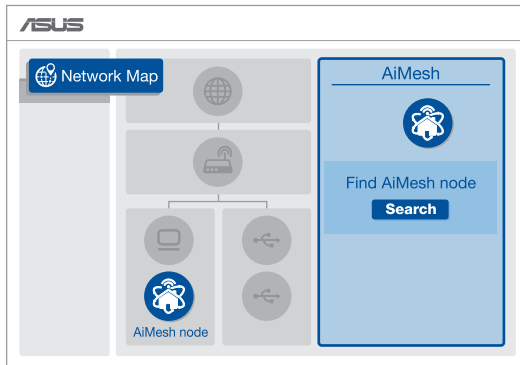 ASUS
Network Map
AiMesh
Find AiMesh node
Search
AiMesh node